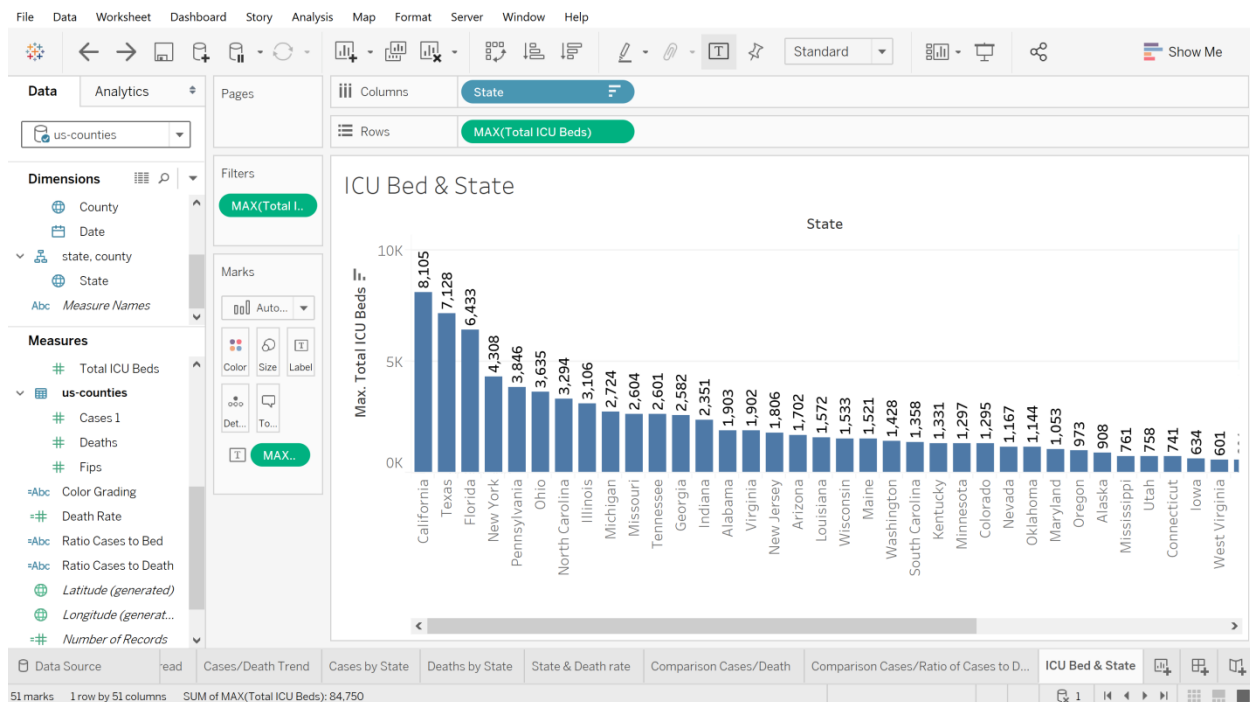 File Data Worksheet Dashboard Story Analysis Map Format Server Window Help
Standard
Show Me
Data Analytics
us-counties
Dimensions
County
Date
state, county
State
Abc Measure Names
Measures
Total ICU Beds
us-counties
Cases 1
Deaths
Fips
=Abc Color Grading
=# Death Rate
=Abc Ratio Cases to Bed
=Abc Ratio Cases to Death
Latitude (generated)
Longitude (generat...
=# Number of Records
Pages
Filters
MAX(Total I..
Marks
Auto...
Color Size Label
Det... To...
MAX..
Columns State
Rows MAX(Total ICU Beds)
ICU Bed & State
State
Max. Total ICU Beds
10K
5K
0K
8,105 7,128 6,433 4,308 3,846 3,635 3,294 3,106 2,724 2,604 2,601 2,582 2,351 1,903 1,902 1,806 1,702 1,572 1,533 1,521 1,428 1,358 1,331 1,297 1,295 1,167 1,144 1,053 973 908 761 758 741 634 601
California Texas Florida New York Pennsylvania Ohio North Carolina Illinois Michigan Missouri Tennessee Georgia Indiana Alabama Virginia New Jersey Arizona Louisiana Wisconsin Maine Washington South Carolina Kentucky Minnesota Colorado Nevada Oklahoma Maryland Oregon Alaska Mississippi Utah Connecticut Iowa West Virginia
Data Source read Cases/Death Trend Cases by State Deaths by State State & Death rate Comparison Cases/Death Comparison Cases/Ratio of Cases to D... ICU Bed & State
51 marks 1 row by 51 columns SUM of MAX(Total ICU Beds): 84,750
1